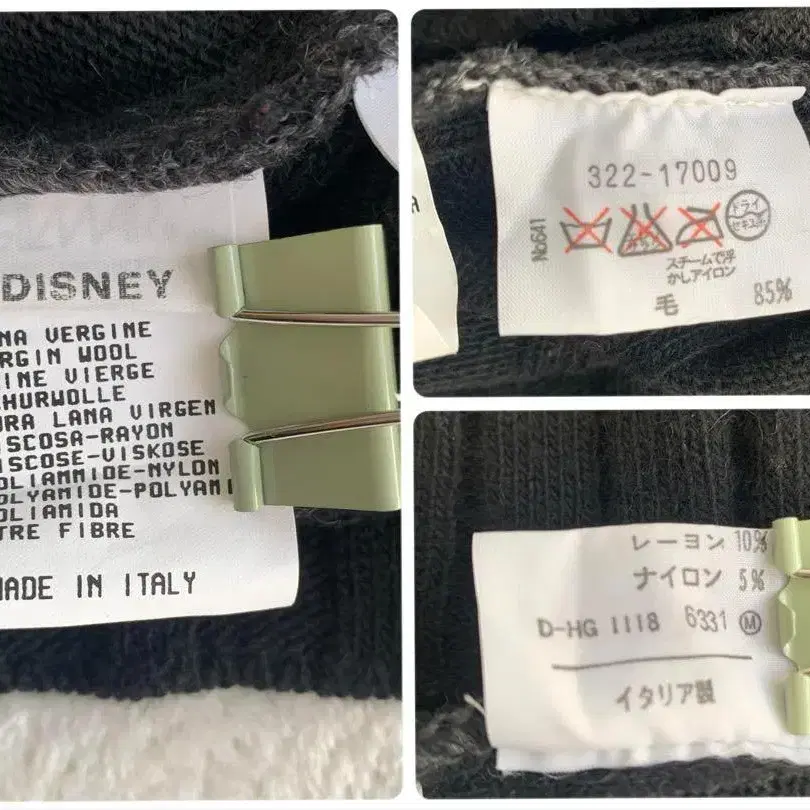 DISNEY
NA VERGINE
RGIN WOOL
INE VIERGE
HURWOLLE
URA LANA VIRGEN
ISCOSA-RAYON
ISCOSE-VISKOSE
OLIAMMIDE-NYLON
OLYAMIDE-POLYAMI
OLIAMIDA
TRE FIBRE
MADE IN ITALY
322-17009
No641
ドライ
セキユ系
スチームで浮
かしアイロン
毛 85%
レーヨン 10%
ナイロン 5%
D-HG 1118 6331 Ⓜ
イタリア製